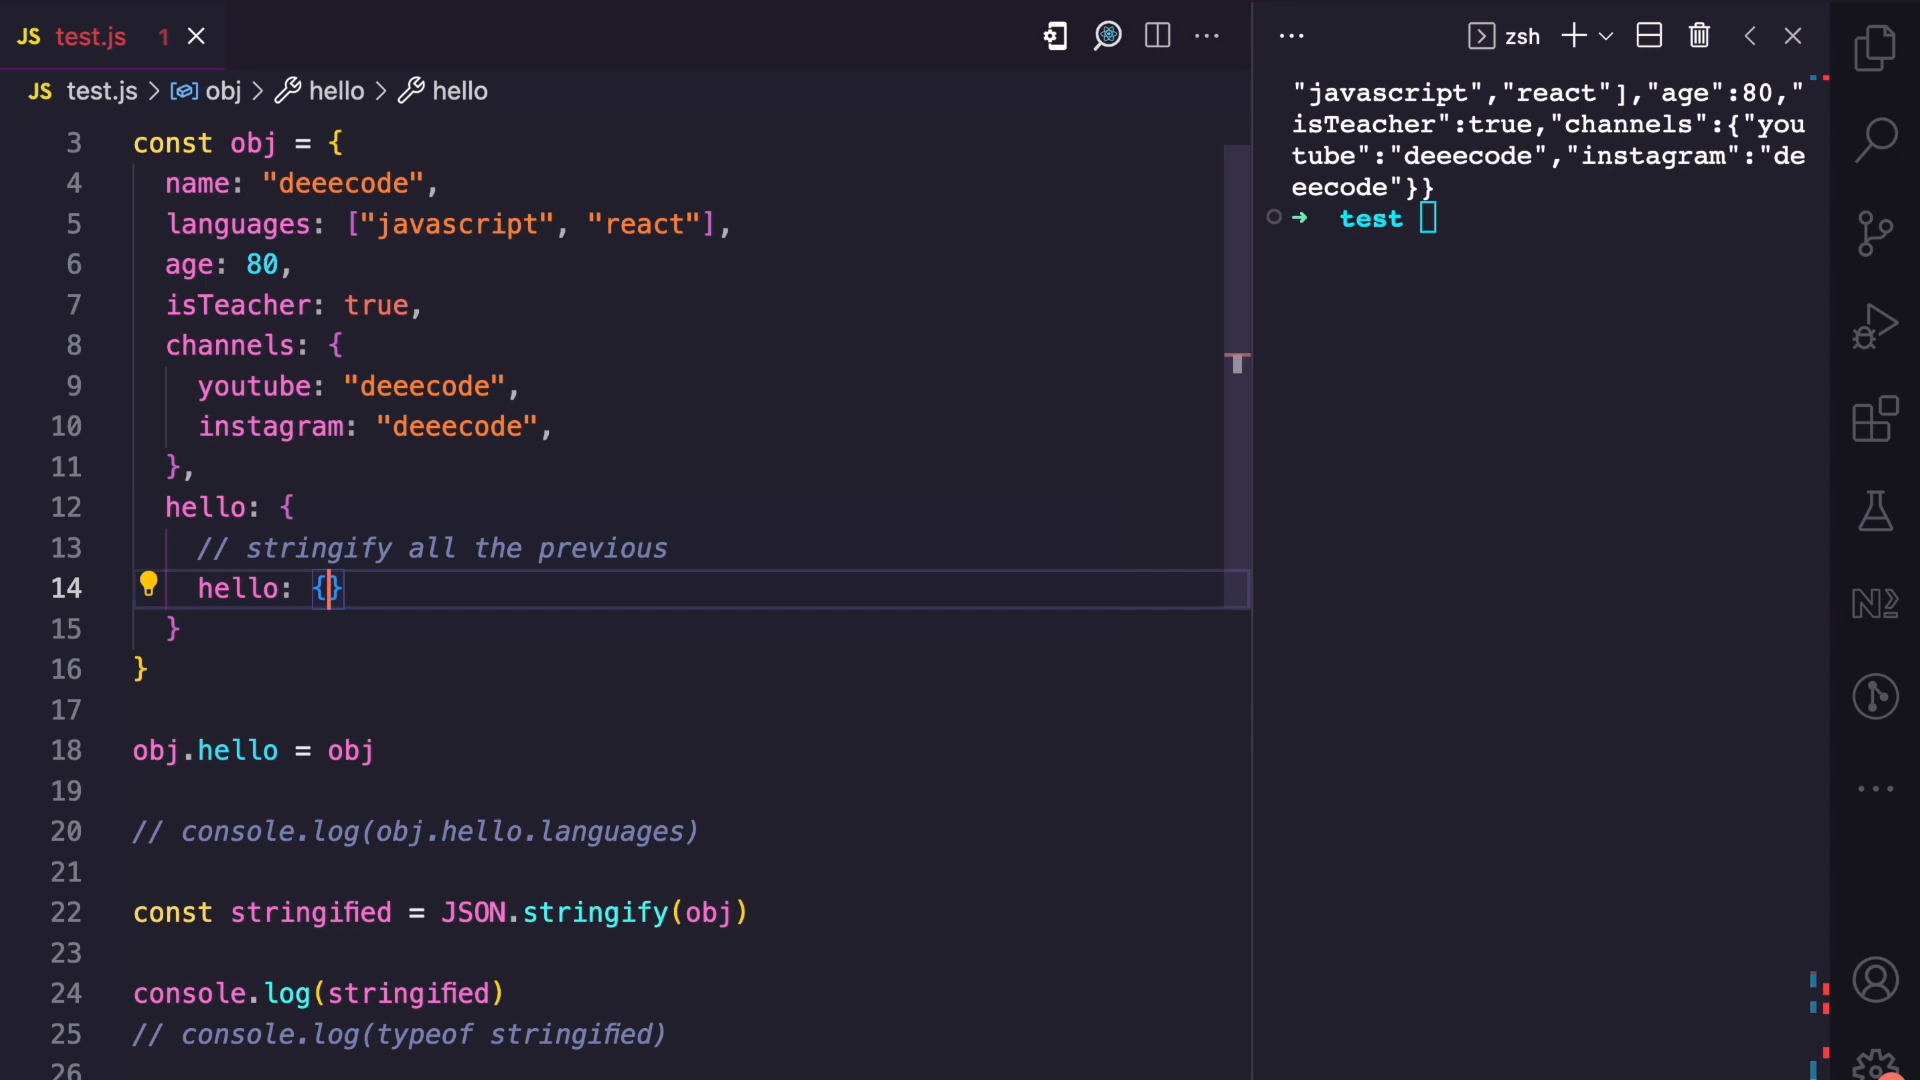 JS test.js 1
JS test.js > obj > hello > hello
3 const obj = {
4 name: "deeecode",
5 languages: ["javascript", "react"],
6 age: 80,
7 isTeacher: true,
8 channels: {
9 youtube: "deeecode",
10 instagram: "deeecode",
11 },
12 hello: {
13 // stringify all the previous
14 hello: {}
15 }
16 }
17
18 obj.hello = obj
19
20 // console.log(obj.hello.languages)
21
22 const stringified = JSON.stringify(obj)
23
24 console.log(stringified)
25 // console.log(typeof stringified)
26
zsh
"javascript","react"],"age":80,"
isTeacher":true,"channels":{"you
tube":"deeecode","instagram":"de
eecode"}}
➜ test